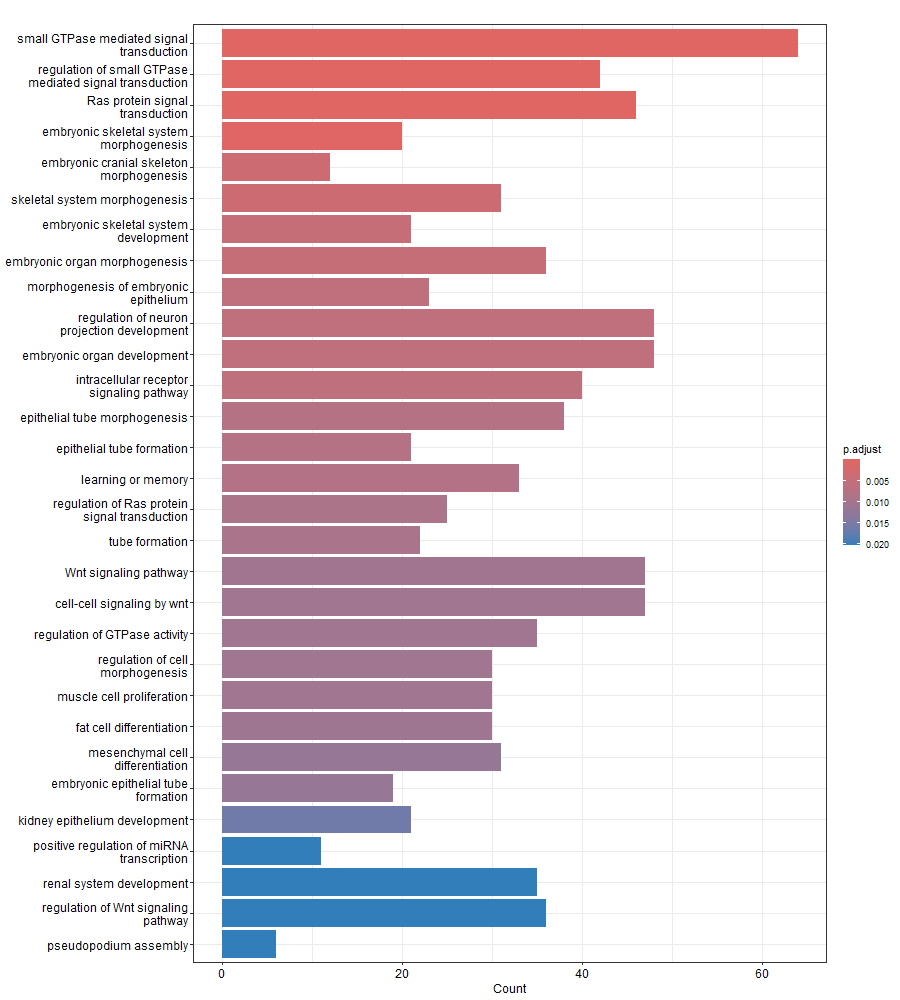 small GTPase mediated signal
transduction
regulation of small GTPase
mediated signal transduction
Ras protein signal
transduction
embryonic skeletal system
morphogenesis
embryonic cranial skeleton
morphogenesis
skeletal system morphogenesis
embryonic skeletal system
development
embryonic organ morphogenesis
morphogenesis of embryonic
epithelium
regulation of neuron
projection development
embryonic organ development
intracellular receptor
signaling pathway
epithelial tube morphogenesis
epithelial tube formation
learning or memory
regulation of Ras protein
signal transduction
tube formation
Wnt signaling pathway
cell-cell signaling by wnt
regulation of GTPase activity
regulation of cell
morphogenesis
muscle cell proliferation
fat cell differentiation
mesenchymal cell
differentiation
embryonic epithelial tube
formation
kidney epithelium development
positive regulation of miRNA
transcription
renal system development
regulation of Wnt signaling
pathway
pseudopodium assembly
0 20 40 60
Count
p.adjust
0.005
0.010
0.015
0.020